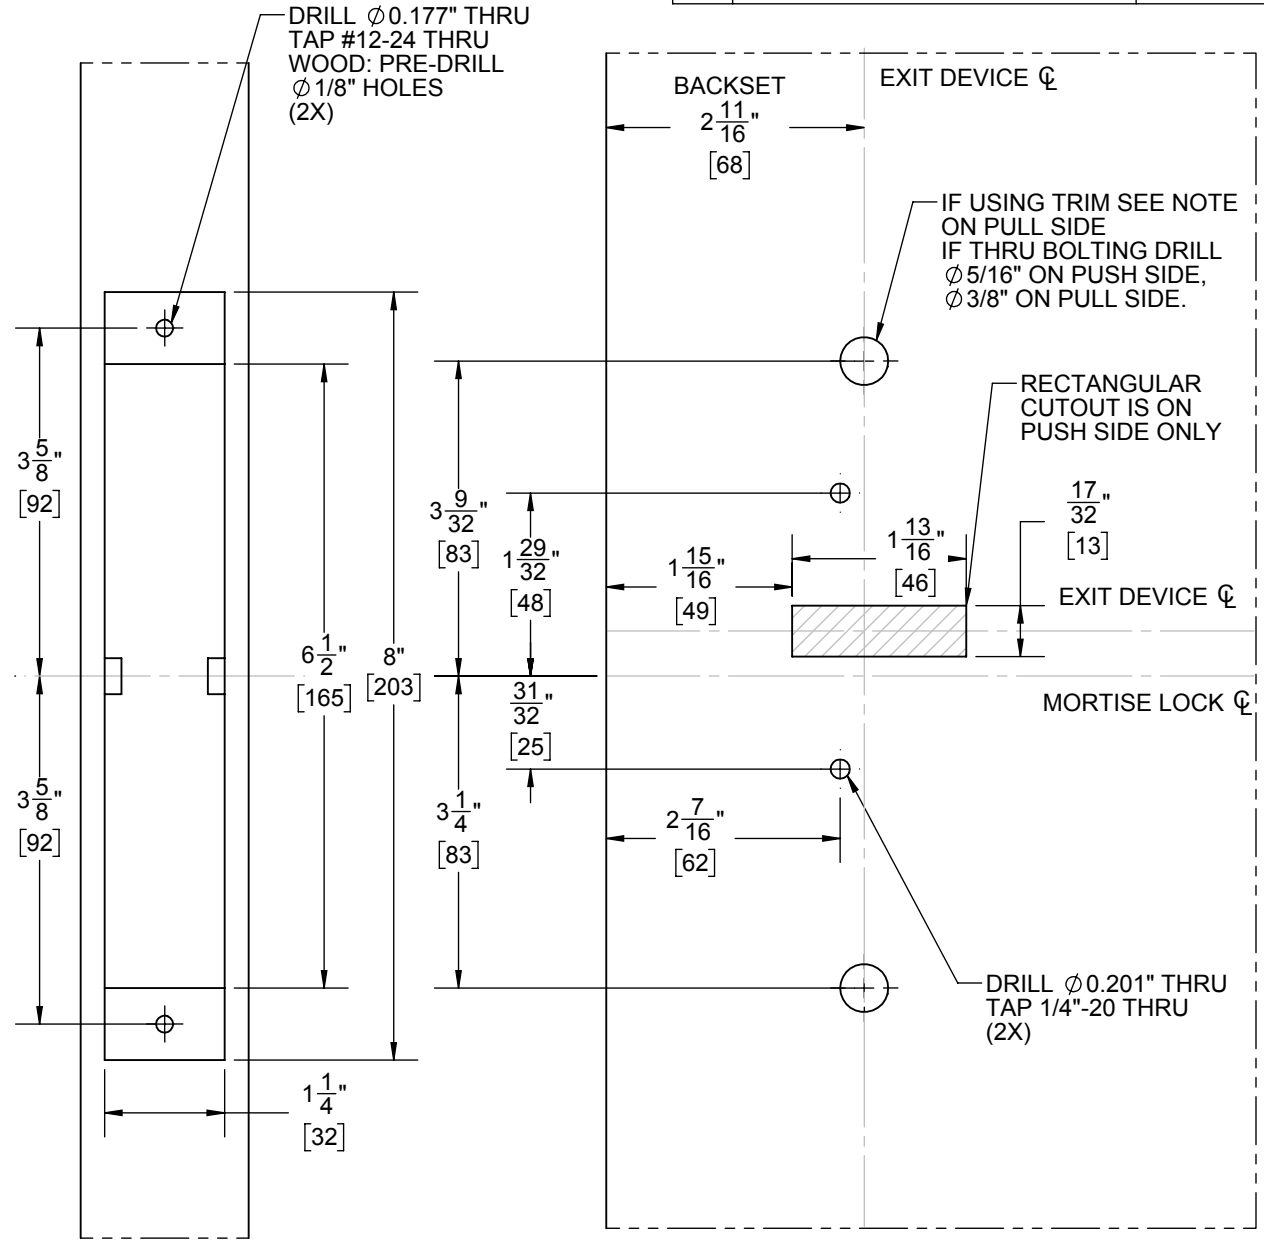 DRILL ⌀0.177" THRU
TAP #12-24 THRU
WOOD: PRE-DRILL
⌀1/8" HOLES
(2X)
BACKSET
2 11/16"
[68]
EXIT DEVICE ℄
IF USING TRIM SEE NOTE
ON PULL SIDE
IF THRU BOLTING DRILL
⌀5/16" ON PUSH SIDE,
⌀3/8" ON PULL SIDE.
RECTANGULAR
CUTOUT IS ON
PUSH SIDE ONLY
3 5/8"
[92]
3 9/32"
[83]
1 29/32"
[48]
1 15/16"
[49]
1 13/16"
[46]
17/32"
[13]
EXIT DEVICE ℄
6 1/2"
[165]
8"
[203]
31/32"
[25]
MORTISE LOCK ℄
3 5/8"
[92]
3 1/4"
[83]
2 7/16"
[62]
DRILL ⌀0.201" THRU
TAP 1/4"-20 THRU
(2X)
1 1/4"
[32]